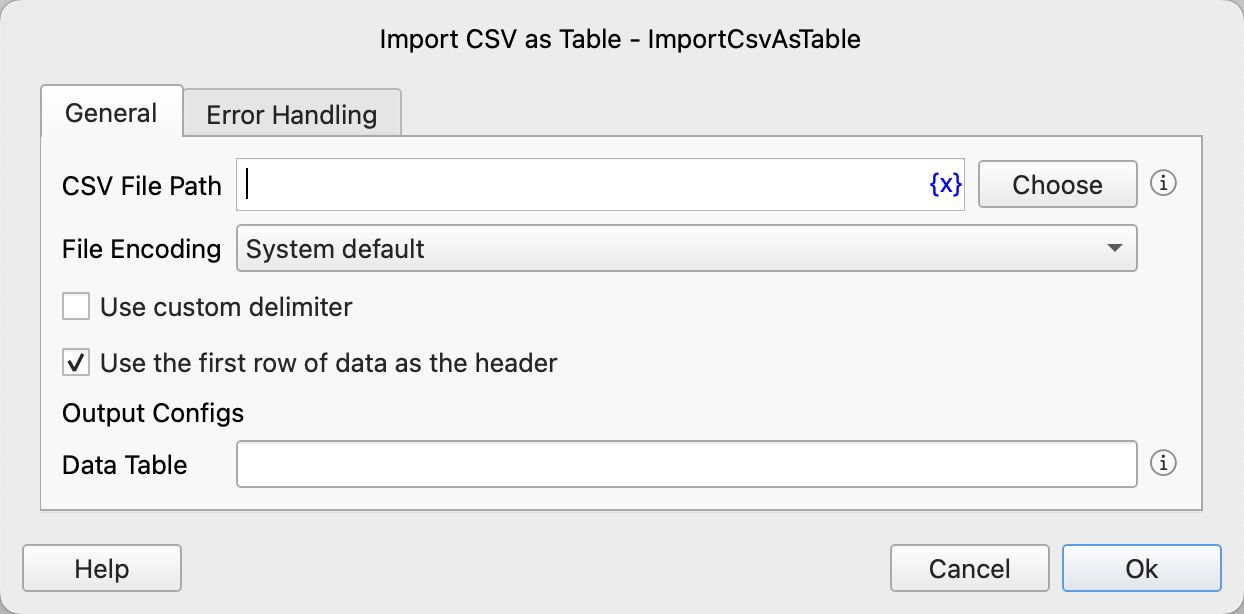 Import CSV as Table - ImportCsvAsTable
General
Error Handling
CSV File Path
{x}
Choose
File Encoding
System default
Use custom delimiter
Use the first row of data as the header
Output Configs
Data Table
Help
Cancel
Ok